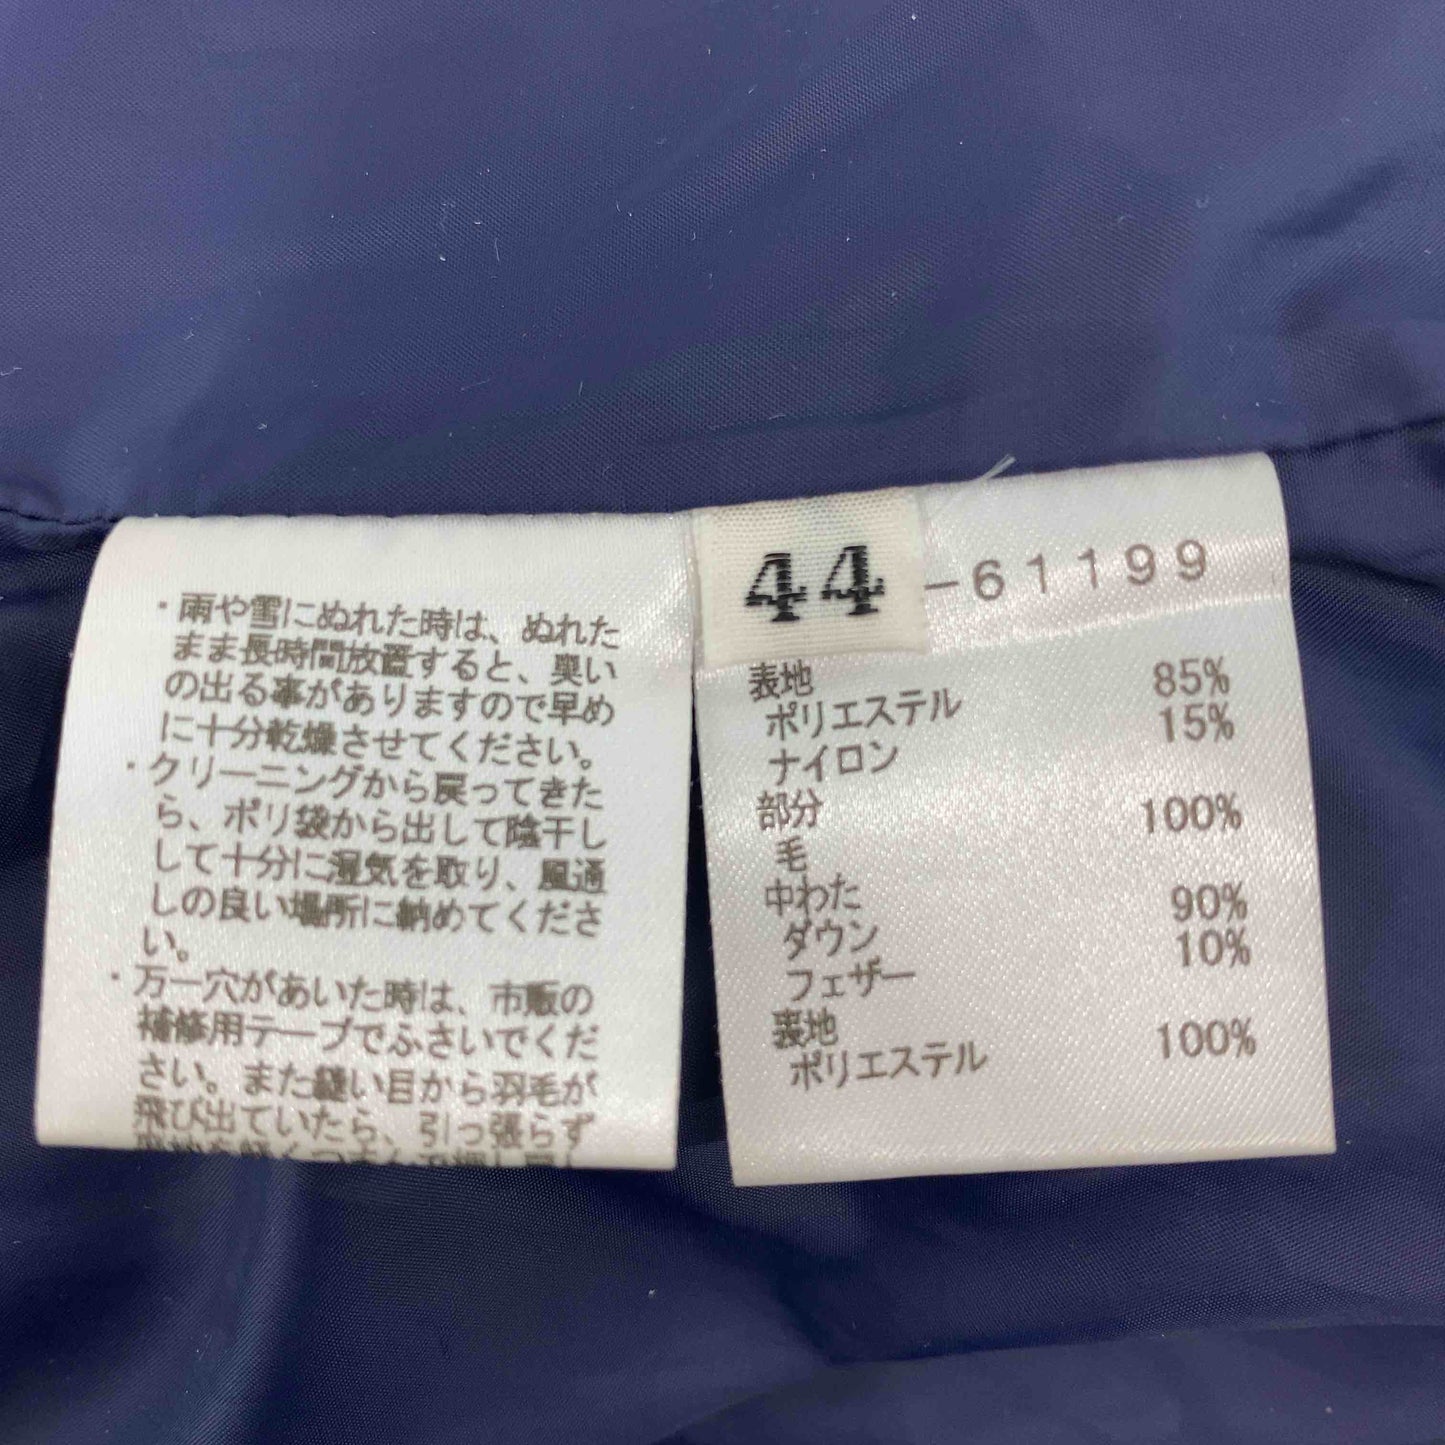 ・雨や雪にぬれた時は、ぬれた
まま長時間放置すると、臭い
の出る事がありますので早め
に十分乾燥させてください。
・クリーニングから戻ってきた
ら、ポリ袋から出して陰干し
して十分に湿気を取り、風通
しの良い場所に納めてくださ
い。
・万一穴があいた時は、市販の
補修用テープでふさいでくだ
さい。また縫い目から羽毛が
飛び出ていたら、引っ張らず
44
-61199
表地
ポリエステル 85%
ナイロン 15%
部分
毛 100%
中わた
ダウン 90%
フェザー 10%
裏地
ポリエステル 100%